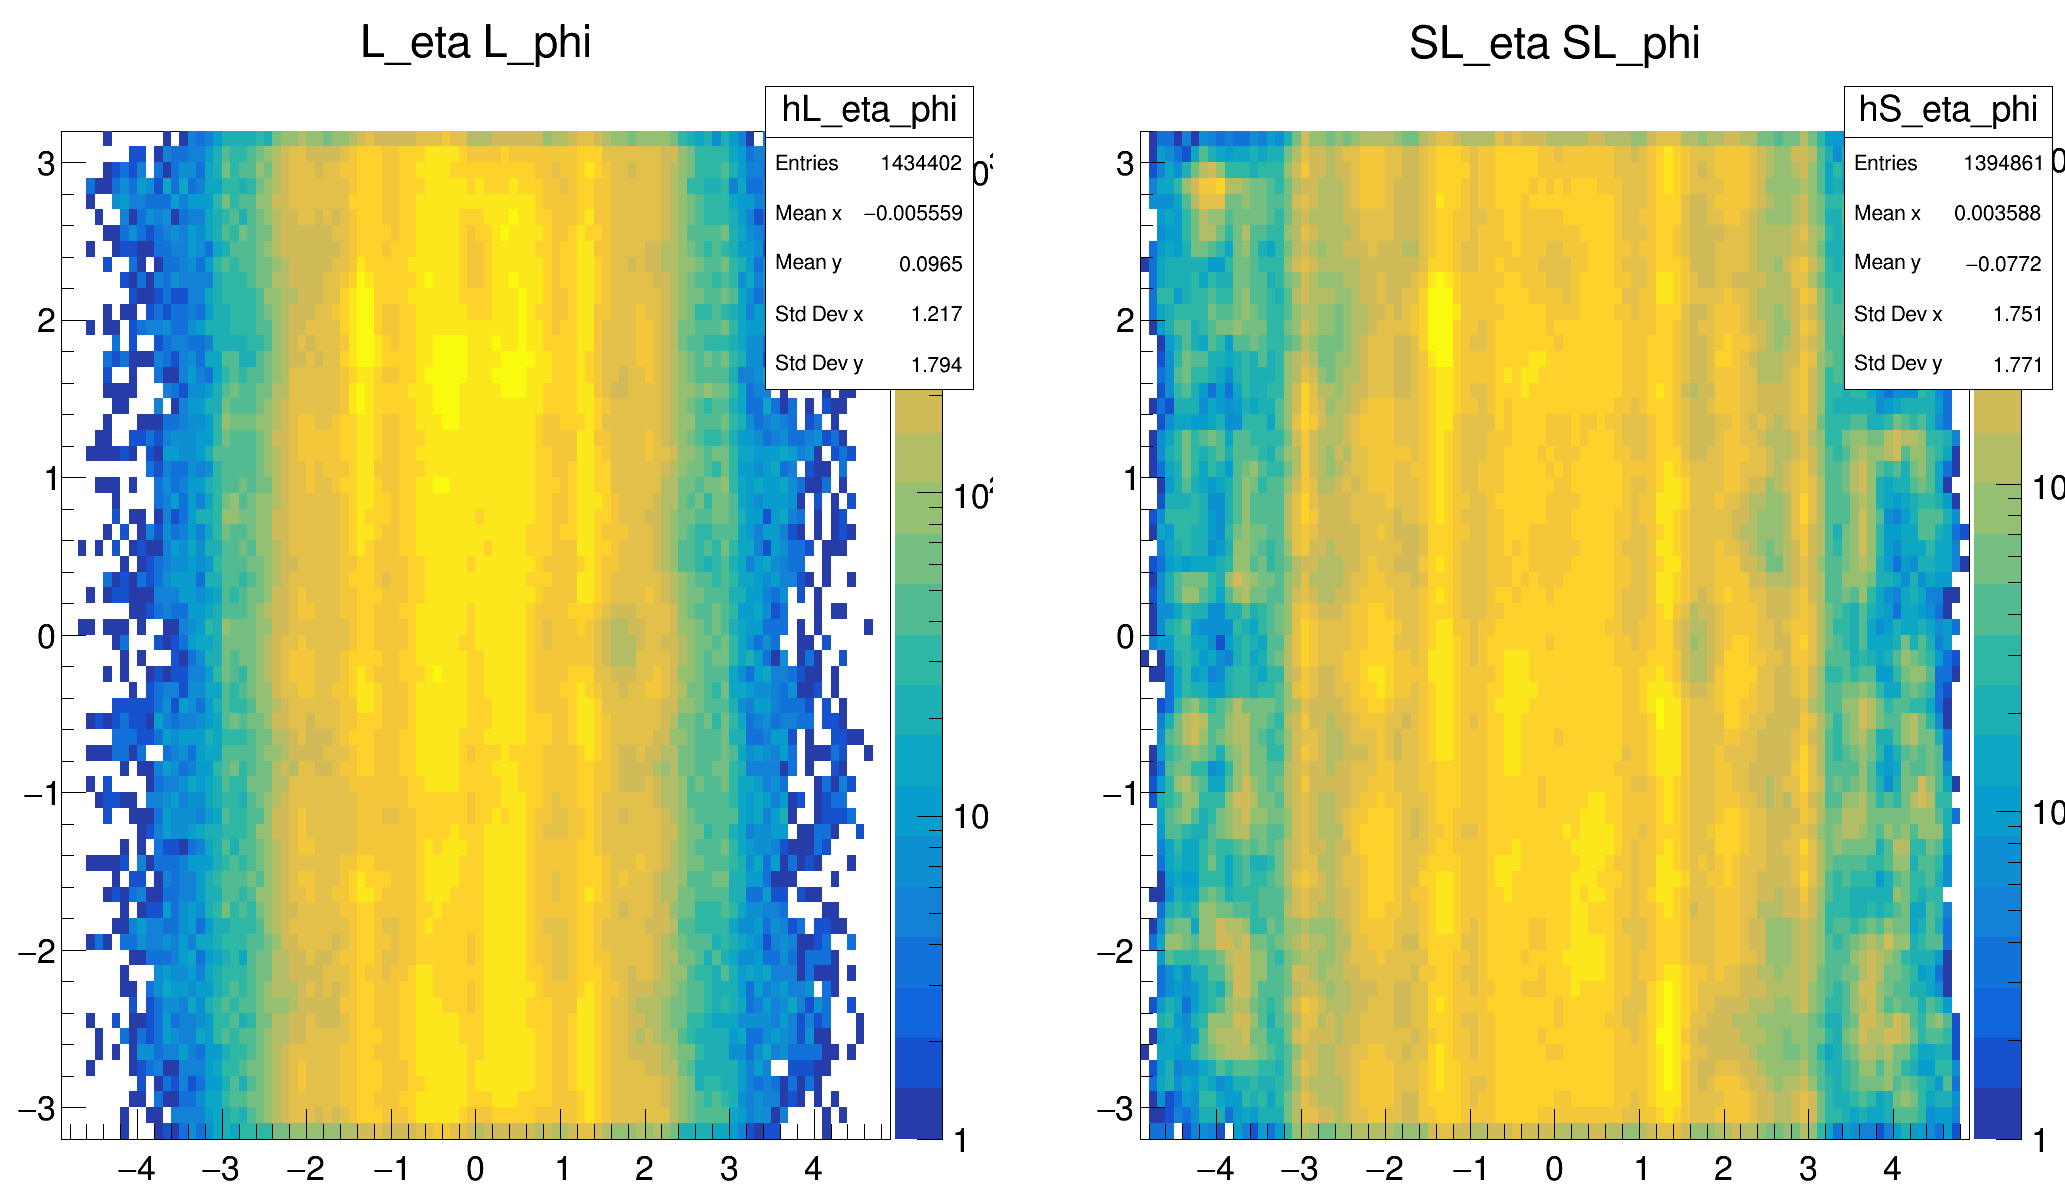 L_eta L_phi
hL_eta_phi
Entries 1434402
Mean x −0.005559
Mean y 0.0965
Std Dev x 1.217
Std Dev y 1.794
3
2
1
0
−1
−2
−3
−4 −3 −2 −1 0 1 2 3 4
10²
10
1
SL_eta SL_phi
hS_eta_phi
Entries 1394861
Mean x 0.003588
Mean y −0.0772
Std Dev x 1.751
Std Dev y 1.771
3
2
1
0
−1
−2
−3
−4 −3 −2 −1 0 1 2 3 4
10
10
1